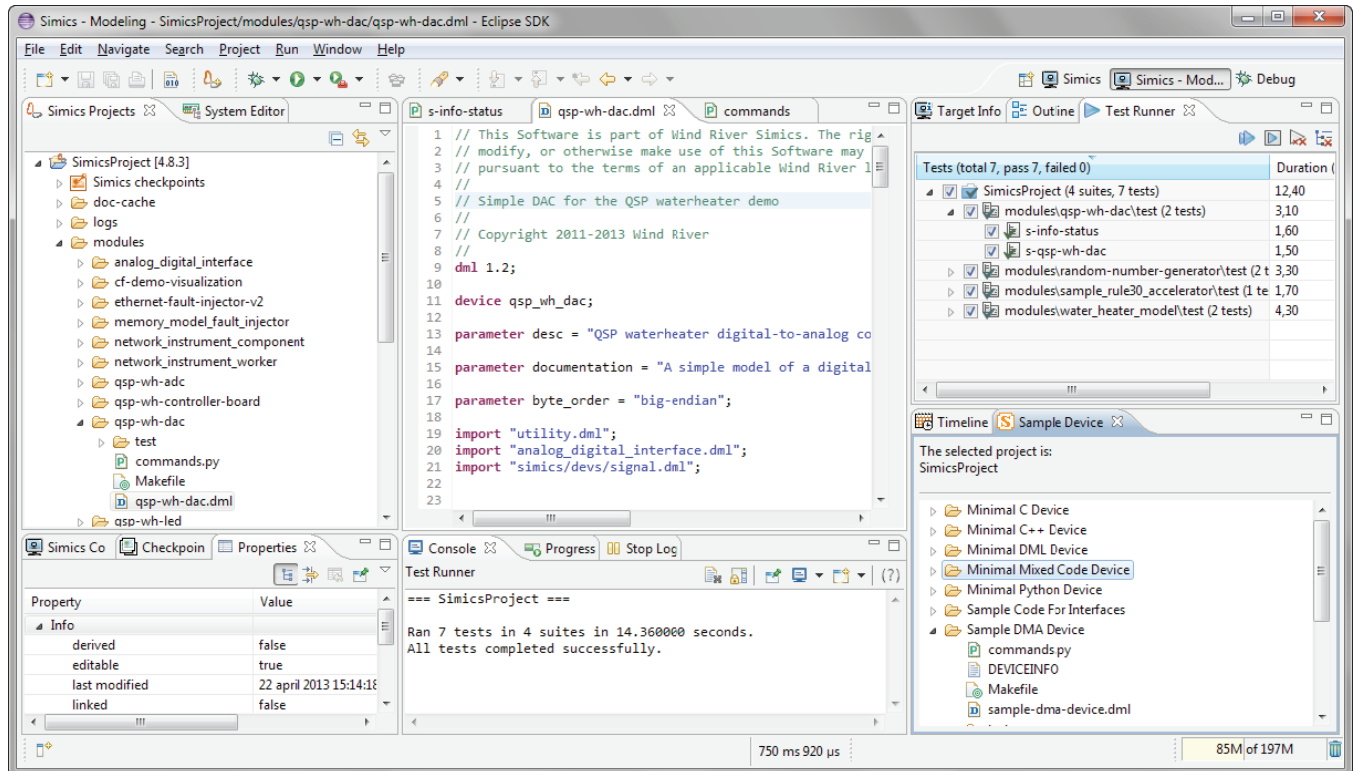 Simics - Modeling - SimicsProject/modules/qsp-wh-dac/qsp-wh-dac.dml - Eclipse SDK
File Edit Navigate Search Project Run Window Help
Simics Simics - Mod... Debug
Simics Projects System Editor
SimicsProject [4.8.3]
Simics checkpoints
doc-cache
logs
modules
analog_digital_interface
cf-demo-visualization
ethernet-fault-injector-v2
memory_model_fault_injector
network_instrument_component
network_instrument_worker
qsp-wh-adc
qsp-wh-controller-board
qsp-wh-dac
test
commands.py
Makefile
qsp-wh-dac.dml
qsp-wh-led
s-info-status qsp-wh-dac.dml commands
1 // This Software is part of Wind River Simics. The rig
2 // modify, or otherwise make use of this Software may
3 // pursuant to the terms of an applicable Wind River l
4 //
5 // Simple DAC for the QSP waterheater demo
6 //
7 // Copyright 2011-2013 Wind River
8 //
9 dml 1.2;
10
11 device qsp_wh_dac;
12
13 parameter desc = "QSP waterheater digital-to-analog co
14
15 parameter documentation = "A simple model of a digital
16
17 parameter byte_order = "big-endian";
18
19 import "utility.dml";
20 import "analog_digital_interface.dml";
21 import "simics/devs/signal.dml";
22
23
Target Info Outline Test Runner
Tests (total 7, pass 7, failed 0) Duration (
SimicsProject (4 suites, 7 tests) 12,40
modules\qsp-wh-dac\test (2 tests) 3,10
s-info-status 1,60
s-qsp-wh-dac 1,50
modules\random-number-generator\test (2 t 3,30
modules\sample_rule30_accelerator\test (1 te 1,70
modules\water_heater_model\test (2 tests) 4,30
Timeline Sample Device
The selected project is:
SimicsProject
Minimal C Device
Minimal C++ Device
Minimal DML Device
Minimal Mixed Code Device
Minimal Python Device
Sample Code For Interfaces
Sample DMA Device
commands.py
DEVICEINFO
Makefile
sample-dma-device.dml
Simics Co Checkpoin Properties
Property Value
Info
derived false
editable true
last modified 22 april 2013 15:14:18
linked false
Console Progress Stop Log
Test Runner
(?)
=== SimicsProject ===
Ran 7 tests in 4 suites in 14.360000 seconds.
All tests completed successfully.
750 ms 920 µs
85M of 197M